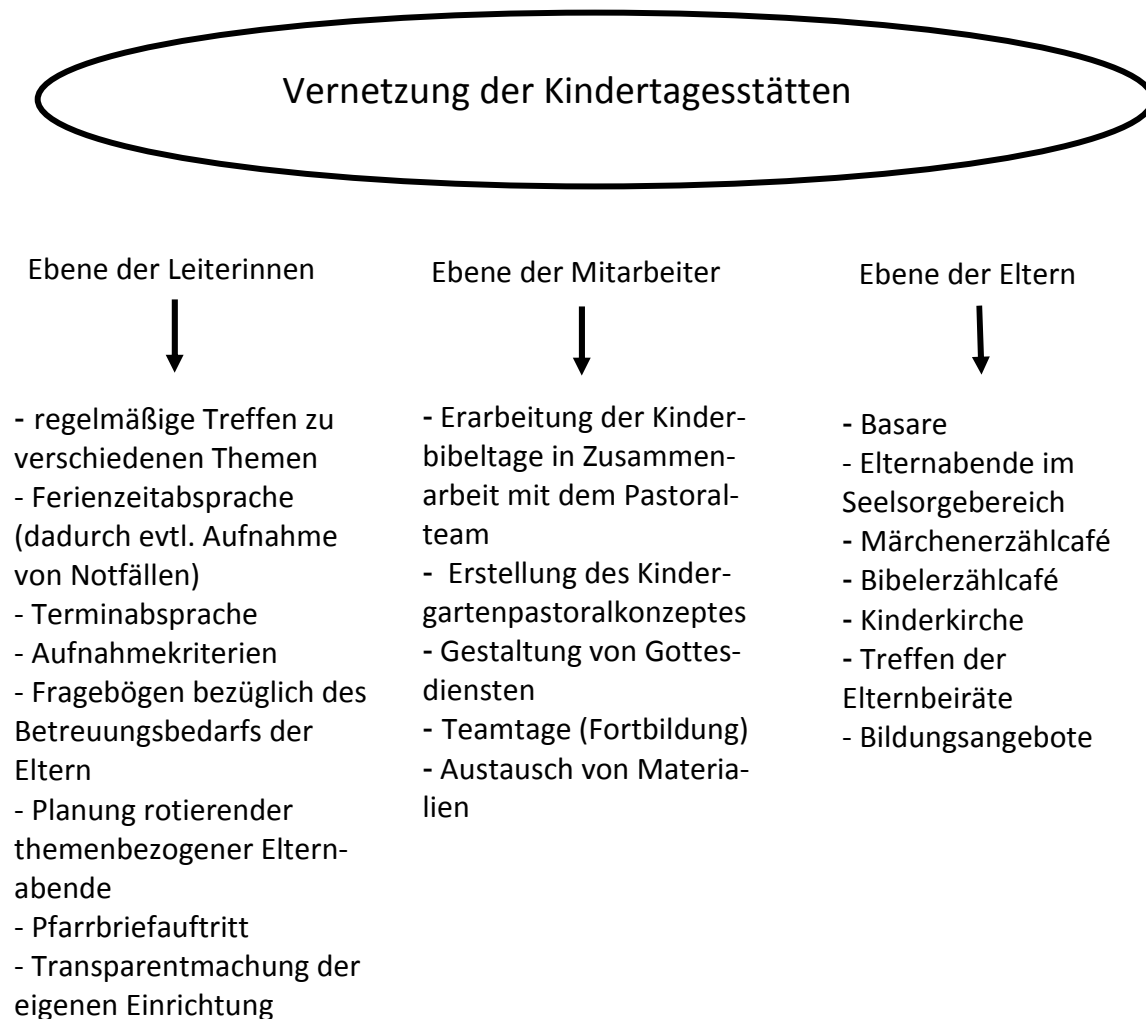 Vernetzung der Kindertagesstätten
Ebene der Leiterinnen
- regelmäßige Treffen zu
verschiedenen Themen
- Ferienzeitabsprache
(dadurch evtl. Aufnahme
von Notfällen)
- Terminabsprache
- Aufnahmekriterien
- Fragebögen bezüglich des
Betreuungsbedarfs der
Eltern
- Planung rotierender
themenbezogener Eltern-
abende
- Pfarrbriefauftritt
- Transparentmachung der
eigenen Einrichtung
Ebene der Mitarbeiter
- Erarbeitung der Kinder-
bibeltage in Zusammen-
arbeit mit dem Pastoral-
team
- Erstellung des Kinder-
gartenpastoralkonzeptes
- Gestaltung von Gottes-
diensten
- Teamtage (Fortbildung)
- Austausch von Materia-
lien
Ebene der Eltern
- Basare
- Elternabende im
Seelsorgebereich
- Märchenerzählcafé
- Bibelerzählcafé
- Kinderkirche
- Treffen der
Elternbeiräte
- Bildungsangebote